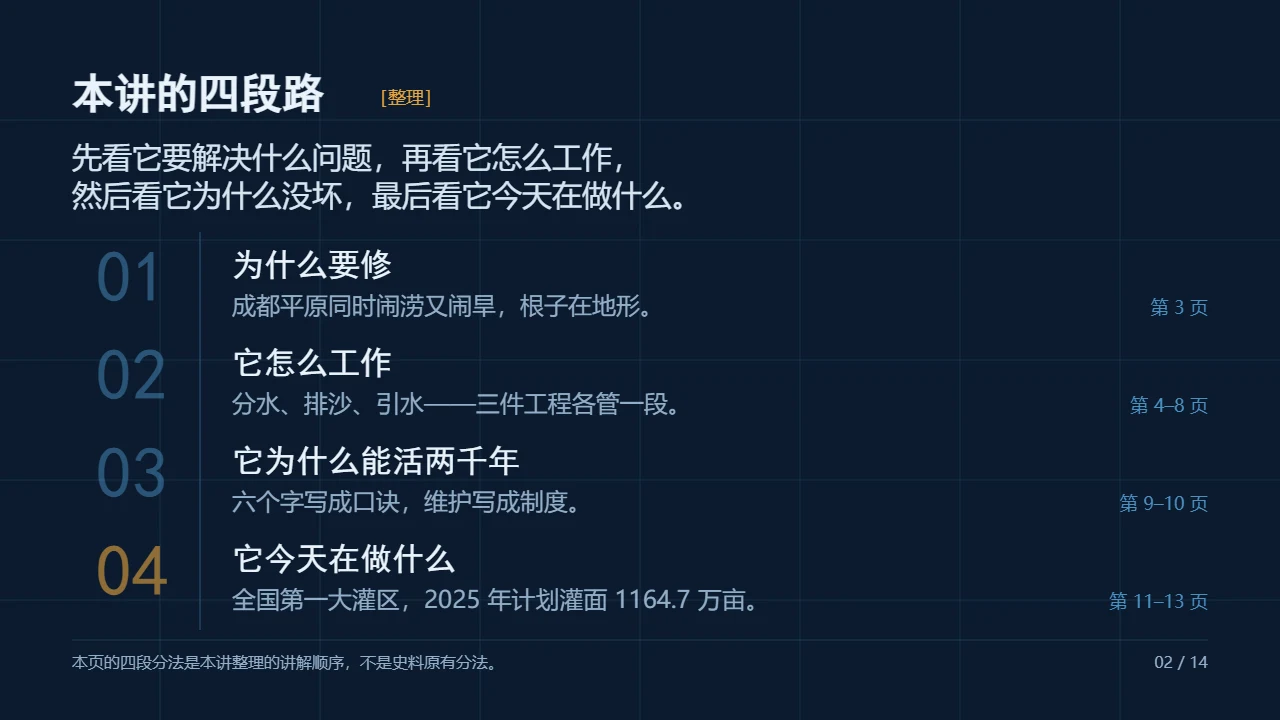 本讲的四段路 [整理]
先看它要解决什么问题，再看它怎么工作，
然后看它为什么没坏，最后看它今天在做什么。
01 为什么要修
成都平原同时闹涝又闹旱，根子在地形。 第 3 页
02 它怎么工作
分水、排沙、引水——三件工程各管一段。 第 4–8 页
03 它为什么能活两千年
六个字写成口诀，维护写成制度。 第 9–10 页
04 它今天在做什么
全国第一大灌区，2025 年计划灌面 1164.7 万亩。 第 11–13 页
本页的四段分法是本讲整理的讲解顺序，不是史料原有分法。 02 / 14